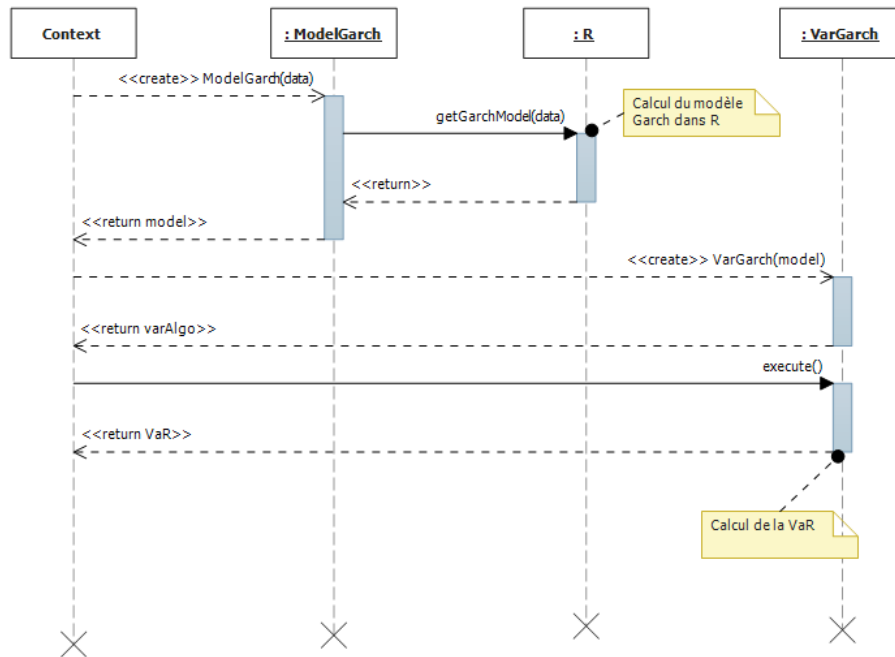 Context
: ModelGarch
: R
: VarGarch
<<create>> ModelGarch(data)
Calcul du modèle
Garch dans R
getGarchModel(data)
<<return>>
<<return model>>
<<create>> VarGarch(model)
<<return varAlgo>>
execute()
<<return VaR>>
Calcul de la VaR